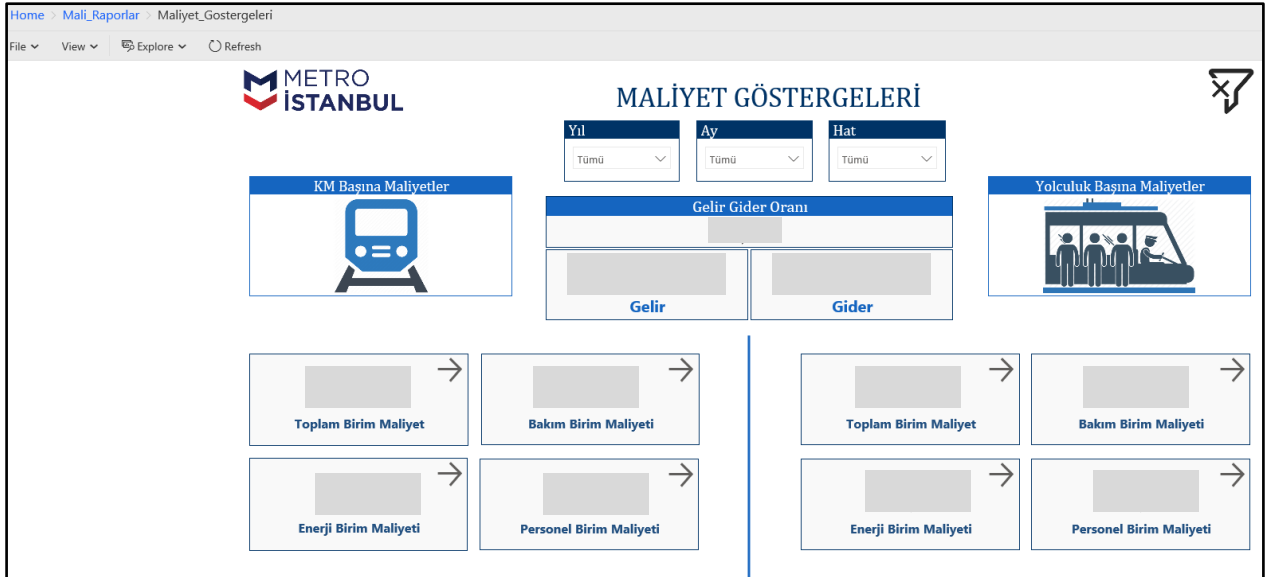 Home > Mali_Raporlar > Maliyet_Gostergeleri
File View Explore Refresh
METRO
İSTANBUL
MALİYET GÖSTERGELERİ
Yıl Ay Hat
Tümü Tümü Tümü
KM Başına Maliyetler
Gelir Gider Oranı
Gelir Gider
Yolculuk Başına Maliyetler
Toplam Birim Maliyet Bakım Birim Maliyeti
Enerji Birim Maliyeti Personel Birim Maliyeti
Toplam Birim Maliyet Bakım Birim Maliyeti
Enerji Birim Maliyeti Personel Birim Maliyeti